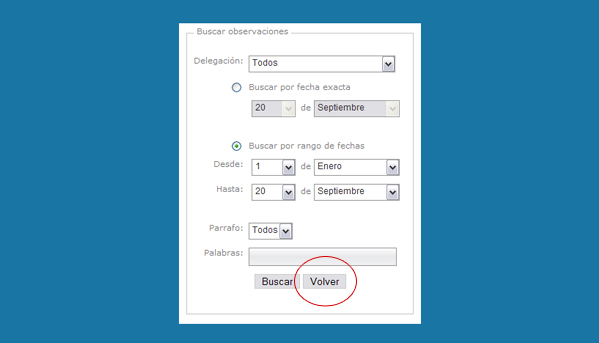 Buscar observaciones
Delegación: Todos
Buscar por fecha exacta
20 de Septiembre
Buscar por rango de fechas
Desde: 1 de Enero
Hasta: 20 de Septiembre
Parrafo: Todos
Palabras:
Buscar Volver